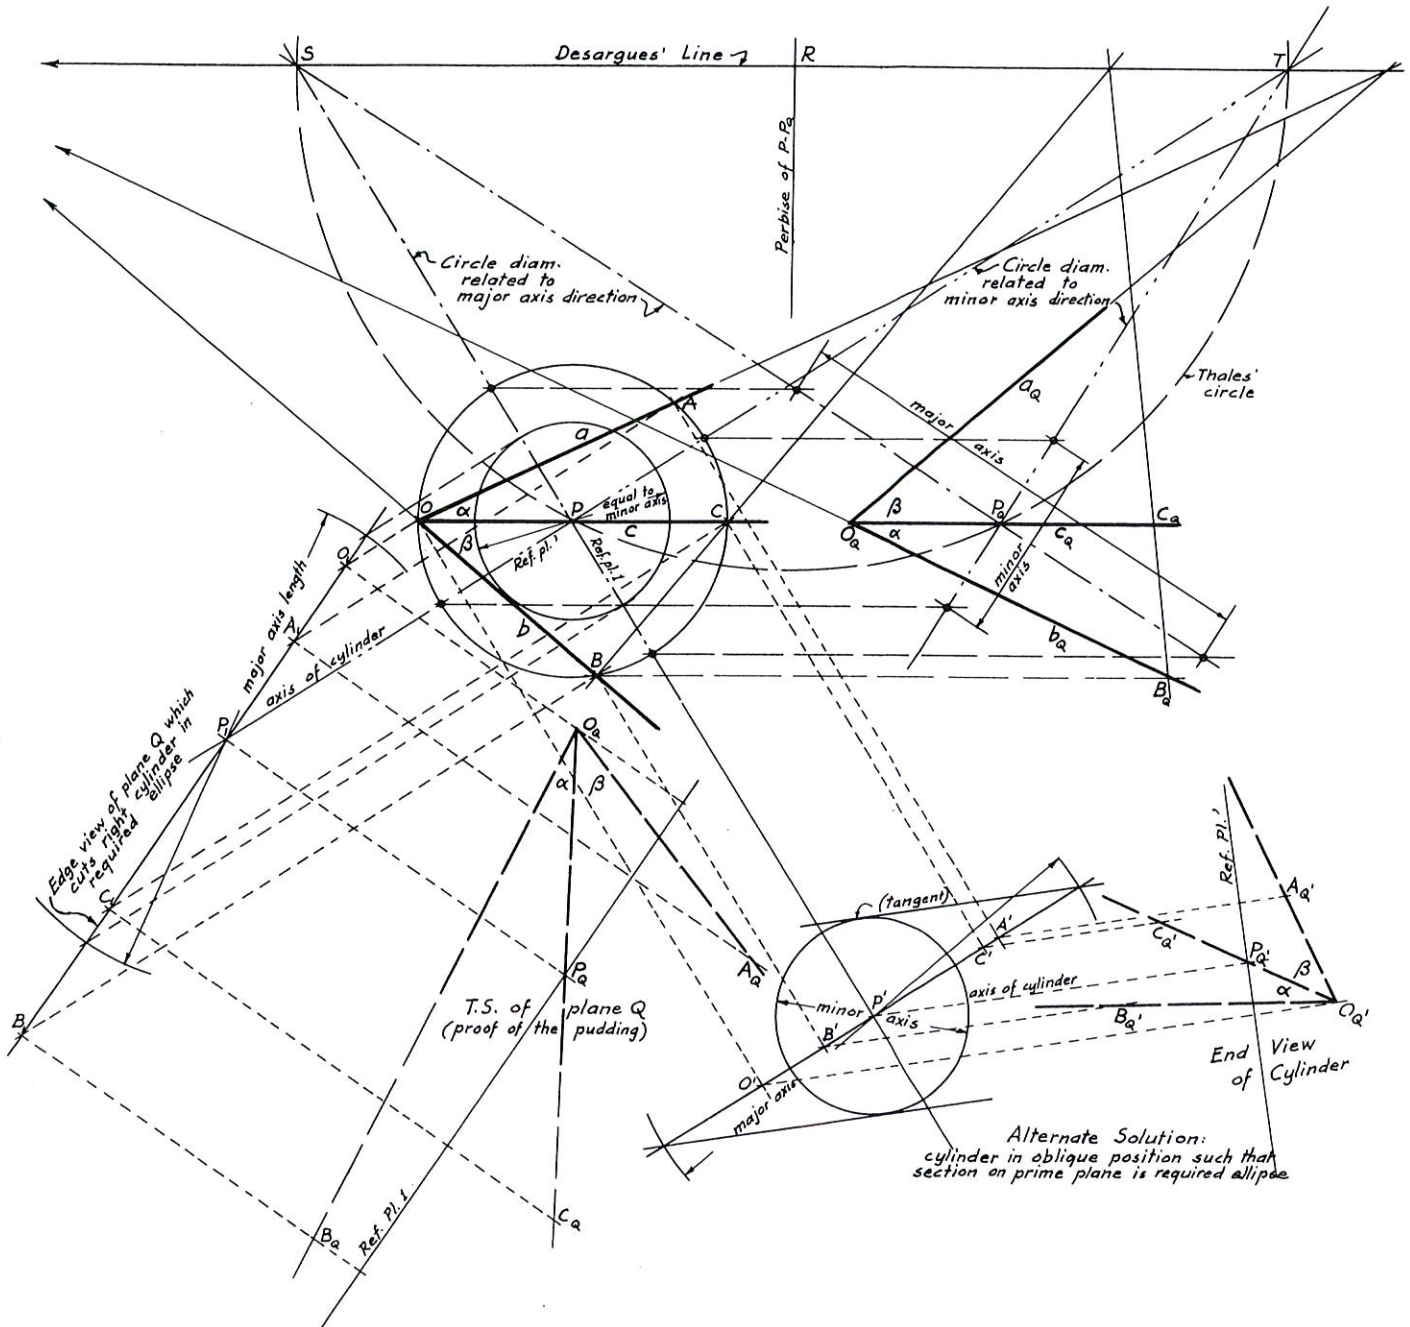 S
Desargues' Line
R
T
Perbise of P-PQ
Circle diam.
related to
major axis direction
Circle diam.
related to
minor axis direction
Thales'
circle
major
axis
minor
axis
aQ
β
α
OQ
PQ
cQ
CQ
bQ
BQ
A
a
O
α
β
P
equal to
minor axis
c
C
Ref. pl.'
Ref. pl. 1
b
B
major axis length
O1
A1
axis of cylinder
P1
Edge view of plane Q which
cuts right cylinder in
required ellipse
C1
B1
OQ
α
β
PQ
AQ
T.S. of plane Q
(proof of the pudding)
BQ
Ref. Pl. 1
CQ
(tangent)
A'
C'
minor axis
P'
B'
O'
major axis
axis of cylinder
Ref. Pl.'
AQ'
CQ'
PQ'
β
α
BQ'
OQ'
End View
of Cylinder
Alternate Solution:
cylinder in oblique position such that
section on prime plane is required ellipse